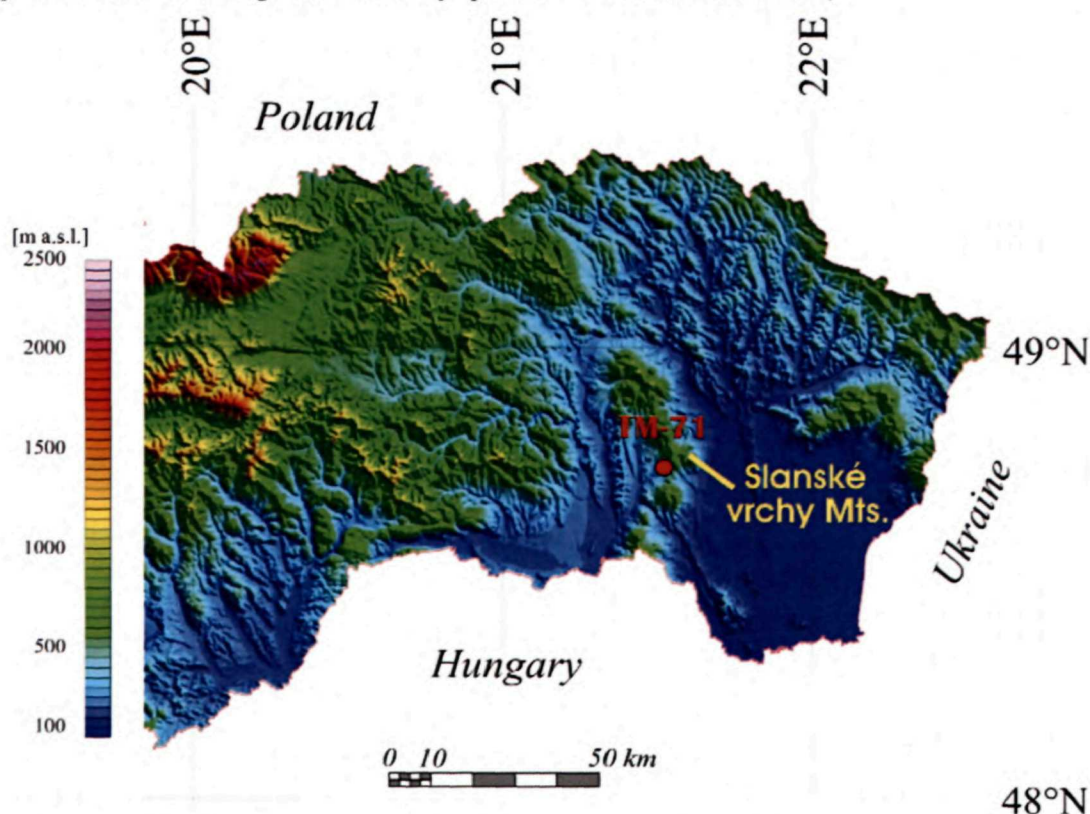 20°E
21°E
22°E
Poland
[m a.s.l.]
2500
2000
49°N
TM-71
1500
Slanské
vrchy Mts.
1000
Ukraine
500
Hungary
100
0 10 50 km
48°N